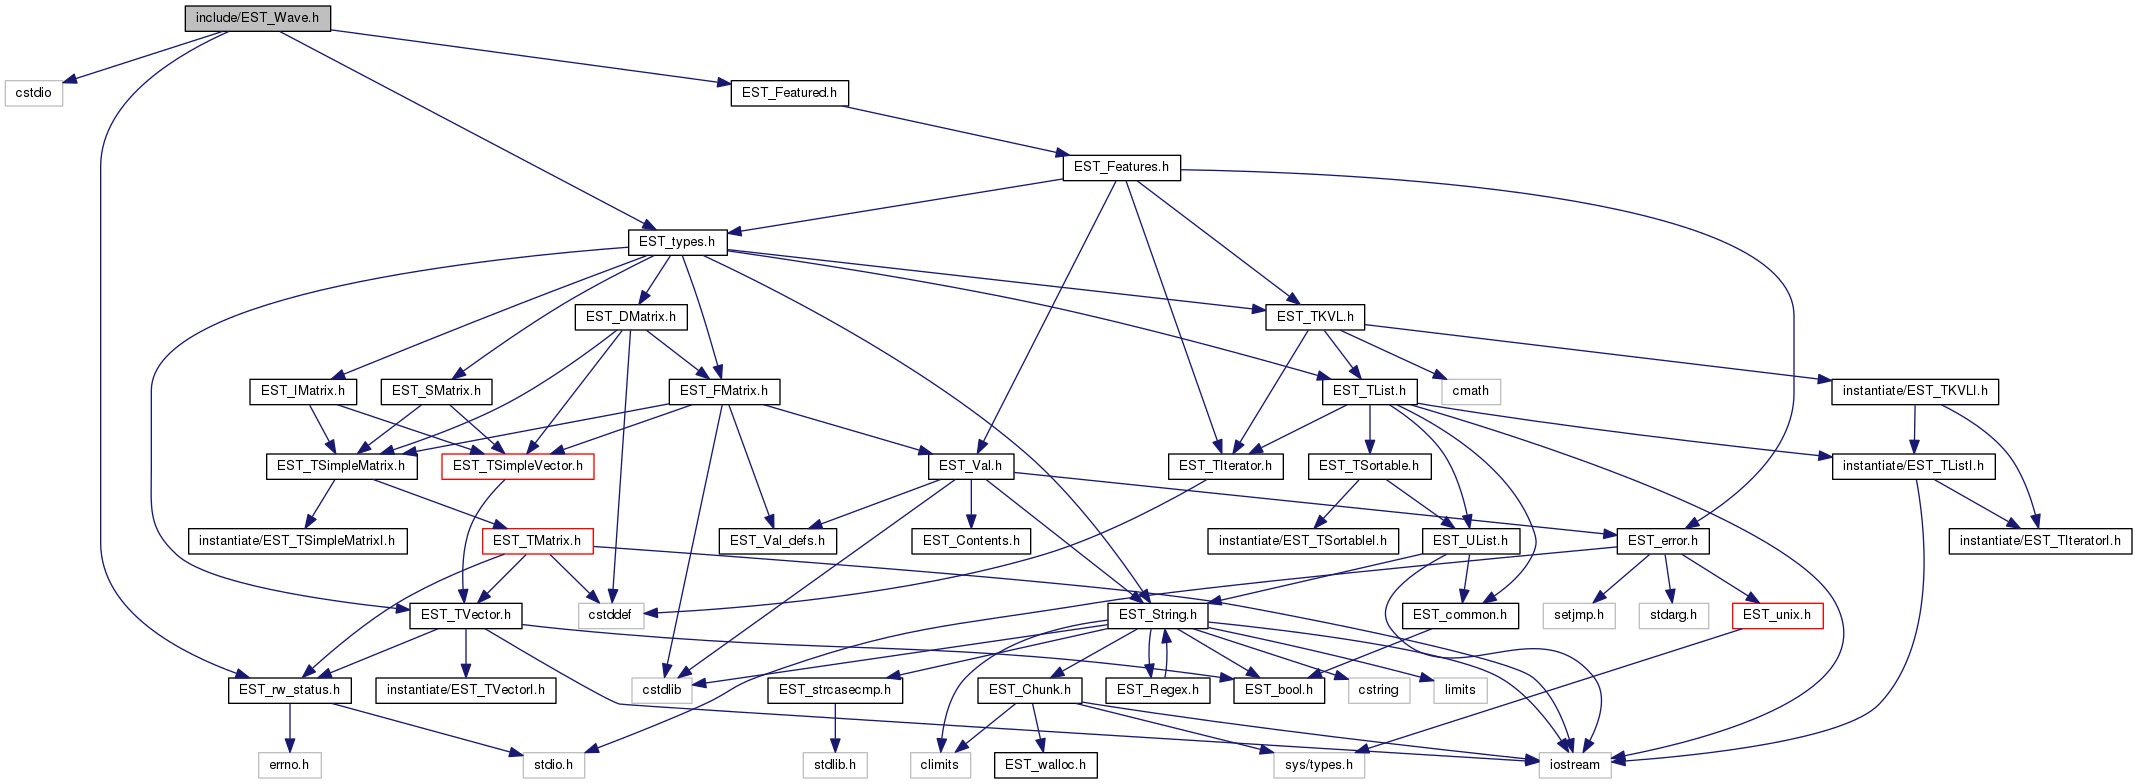 include/EST_Wave.h
cstdio
EST_Featured.h
EST_Features.h
EST_types.h
EST_DMatrix.h
EST_TKVL.h
EST_IMatrix.h
EST_SMatrix.h
EST_FMatrix.h
EST_TList.h
cmath
instantiate/EST_TKVLI.h
EST_TSimpleMatrix.h
EST_TSimpleVector.h
EST_Val.h
EST_TIterator.h
EST_TSortable.h
instantiate/EST_TListI.h
instantiate/EST_TSimpleMatrixI.h
EST_TMatrix.h
EST_Val_defs.h
EST_Contents.h
instantiate/EST_TSortableI.h
EST_UList.h
EST_error.h
instantiate/EST_TIteratorI.h
EST_TVector.h
cstddef
EST_String.h
EST_common.h
setjmp.h
stdarg.h
EST_unix.h
EST_rw_status.h
instantiate/EST_TVectorI.h
cstdlib
EST_strcasecmp.h
EST_Chunk.h
EST_Regex.h
EST_bool.h
cstring
limits
errno.h
stdio.h
stdlib.h
climits
EST_walloc.h
sys/types.h
iostream